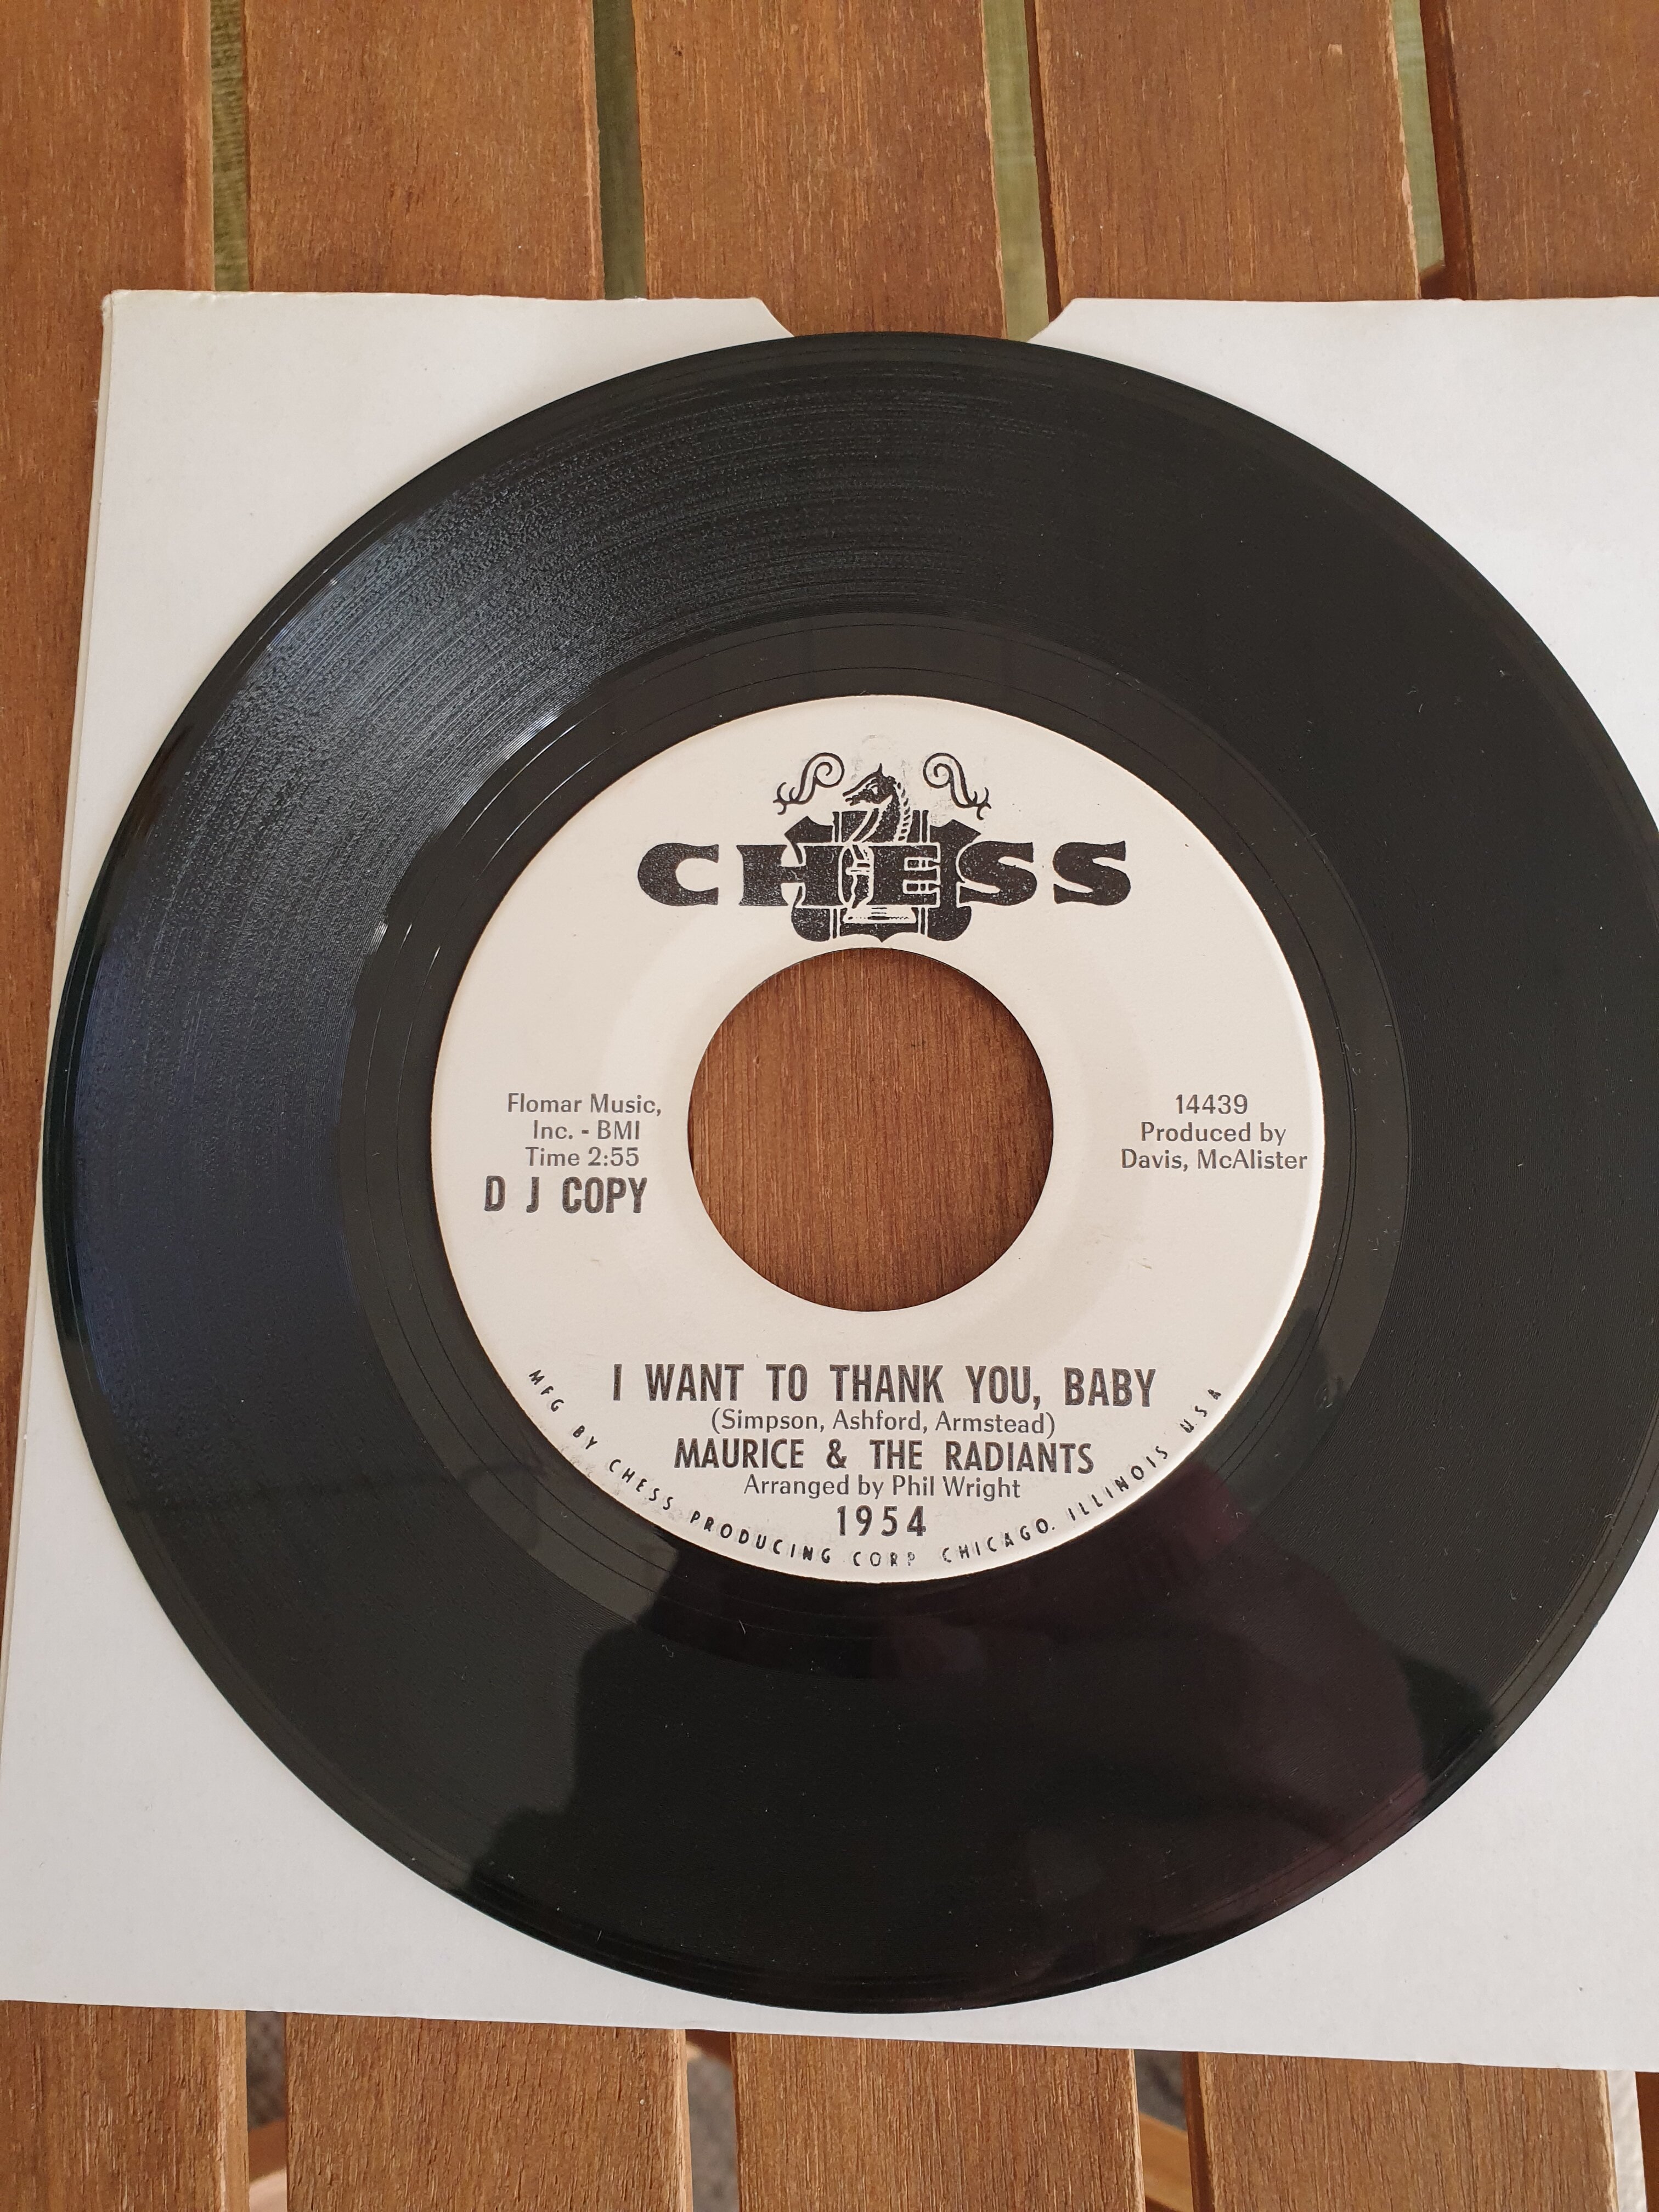 CHESS
Flomar Music,
Inc. - BMI
Time 2:55
D J COPY
14439
Produced by
Davis, McAlister
I WANT TO THANK YOU, BABY
(Simpson, Ashford, Armstead)
MAURICE & THE RADIANTS
Arranged by Phil Wright
1954
MFG BY CHESS PRODUCING CORP CHICAGO. ILLINOIS U.S.A